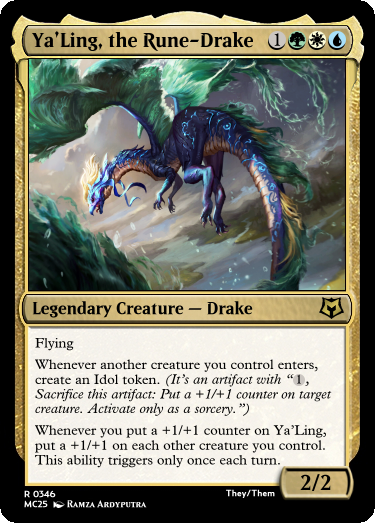 Ya'Ling, the Rune-Drake 1
Legendary Creature — Drake
Flying
Whenever another creature you control enters,
create an Idol token. (It's an artifact with "1,
Sacrifice this artifact: Put a +1/+1 counter on target
creature. Activate only as a sorcery.")
Whenever you put a +1/+1 counter on Ya'Ling,
put a +1/+1 on each other creature you control.
This ability triggers only once each turn.
2/2
R 0346
They/Them
MC25 Ramza Ardyputra